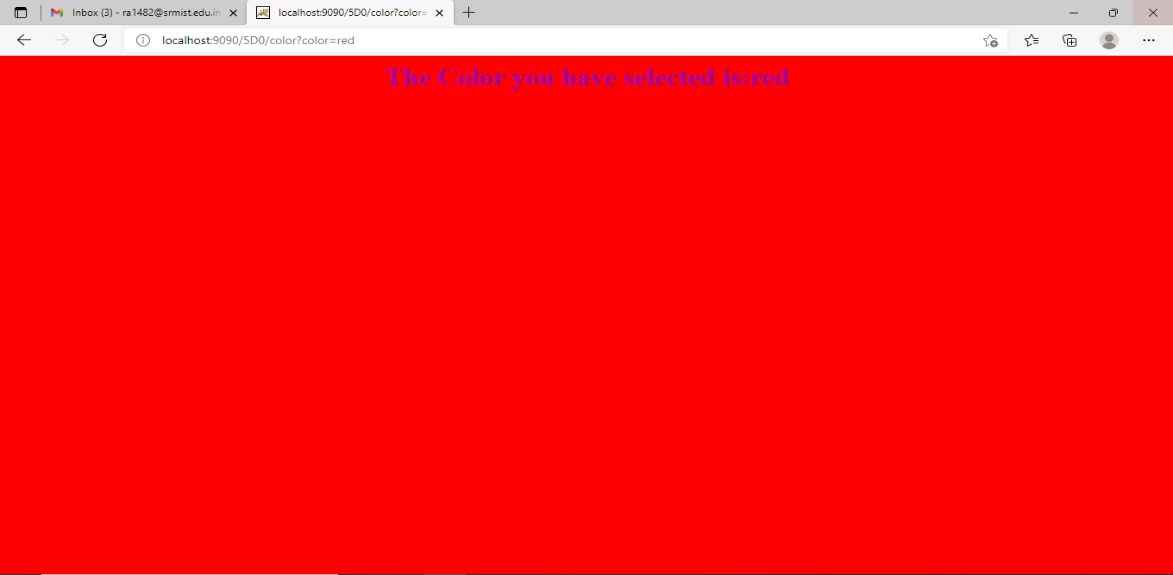 Inbox (3) - ra1482@srmist.edu.in
localhost:9090/5D0/color?color=
localhost:9090/5D0/color?color=red
The Color you have selected is:red